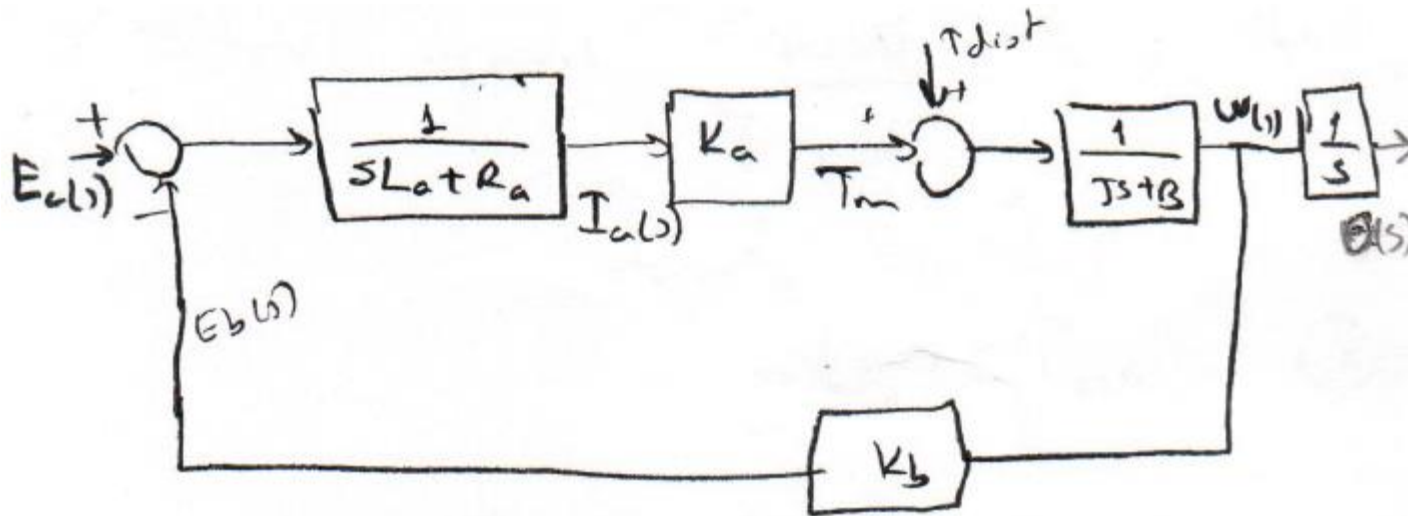 Tdist
+
+
Ea(s)
−
1
SLa + Ra
Ia(s)
Ka
Tm
1
JS+B
ω(s)
1
S
θ(s)
Eb(s)
Kb